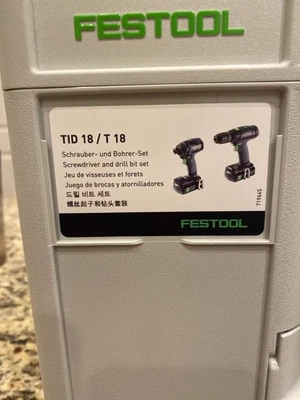 FESTOOL
TID 18 / T 18
Schrauber- und Bohrer-Set
Screwdriver and drill bit set
Jeu de visseuses et forets
Juego de brocas y atornilladores
드릴 비트 세트
螺丝起子和钻头套装
FESTOOL
719645